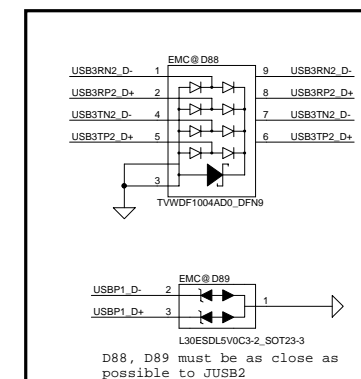 EMC@ D88
USB3RN2_D- 1 9 USB3RN2_D-
USB3RP2_D+ 2 8 USB3RP2_D+
USB3TN2_D- 4 7 USB3TN2_D-
USB3TP2_D+ 5 6 USB3TP2_D+
3
TVWDF1004AD0_DFN9
EMC@ D89
USBP1_D- 2 1
USBP1_D+ 3
L30ESDL5V0C3-2_SOT23-3
D88, D89 must be as close as
possible to JUSB2